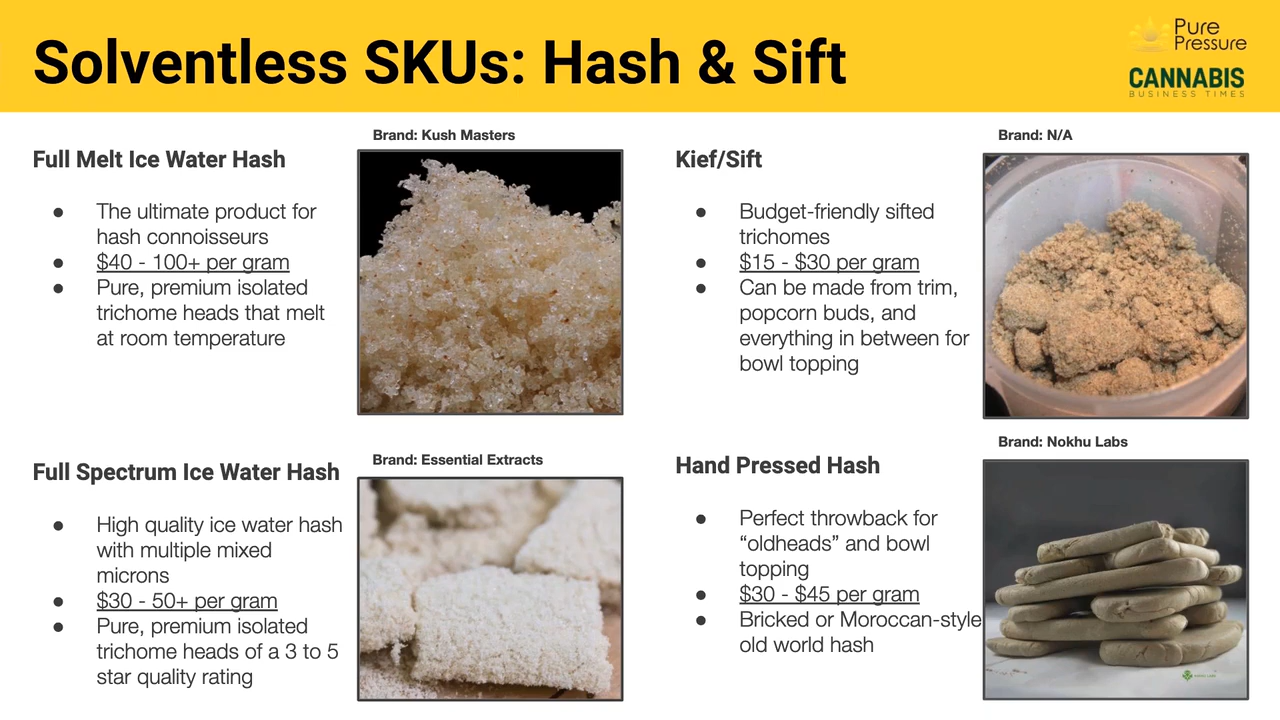 Solventless SKUs: Hash & Sift
Pure
Pressure
CANNABIS
BUSINESS TIMES
Full Melt Ice Water Hash
● The ultimate product for
hash connoisseurs
● $40 - 100+ per gram
● Pure, premium isolated
trichome heads that melt
at room temperature
Brand: Kush Masters
Kief/Sift
● Budget-friendly sifted
trichomes
● $15 - $30 per gram
● Can be made from trim,
popcorn buds, and
everything in between for
bowl topping
Brand: N/A
Full Spectrum Ice Water Hash
● High quality ice water hash
with multiple mixed
microns
● $30 - 50+ per gram
● Pure, premium isolated
trichome heads of a 3 to 5
star quality rating
Brand: Essential Extracts
Hand Pressed Hash
● Perfect throwback for
“oldheads” and bowl
topping
● $30 - $45 per gram
● Bricked or Moroccan-style
old world hash
Brand: Nokhu Labs
NOKHU LABS